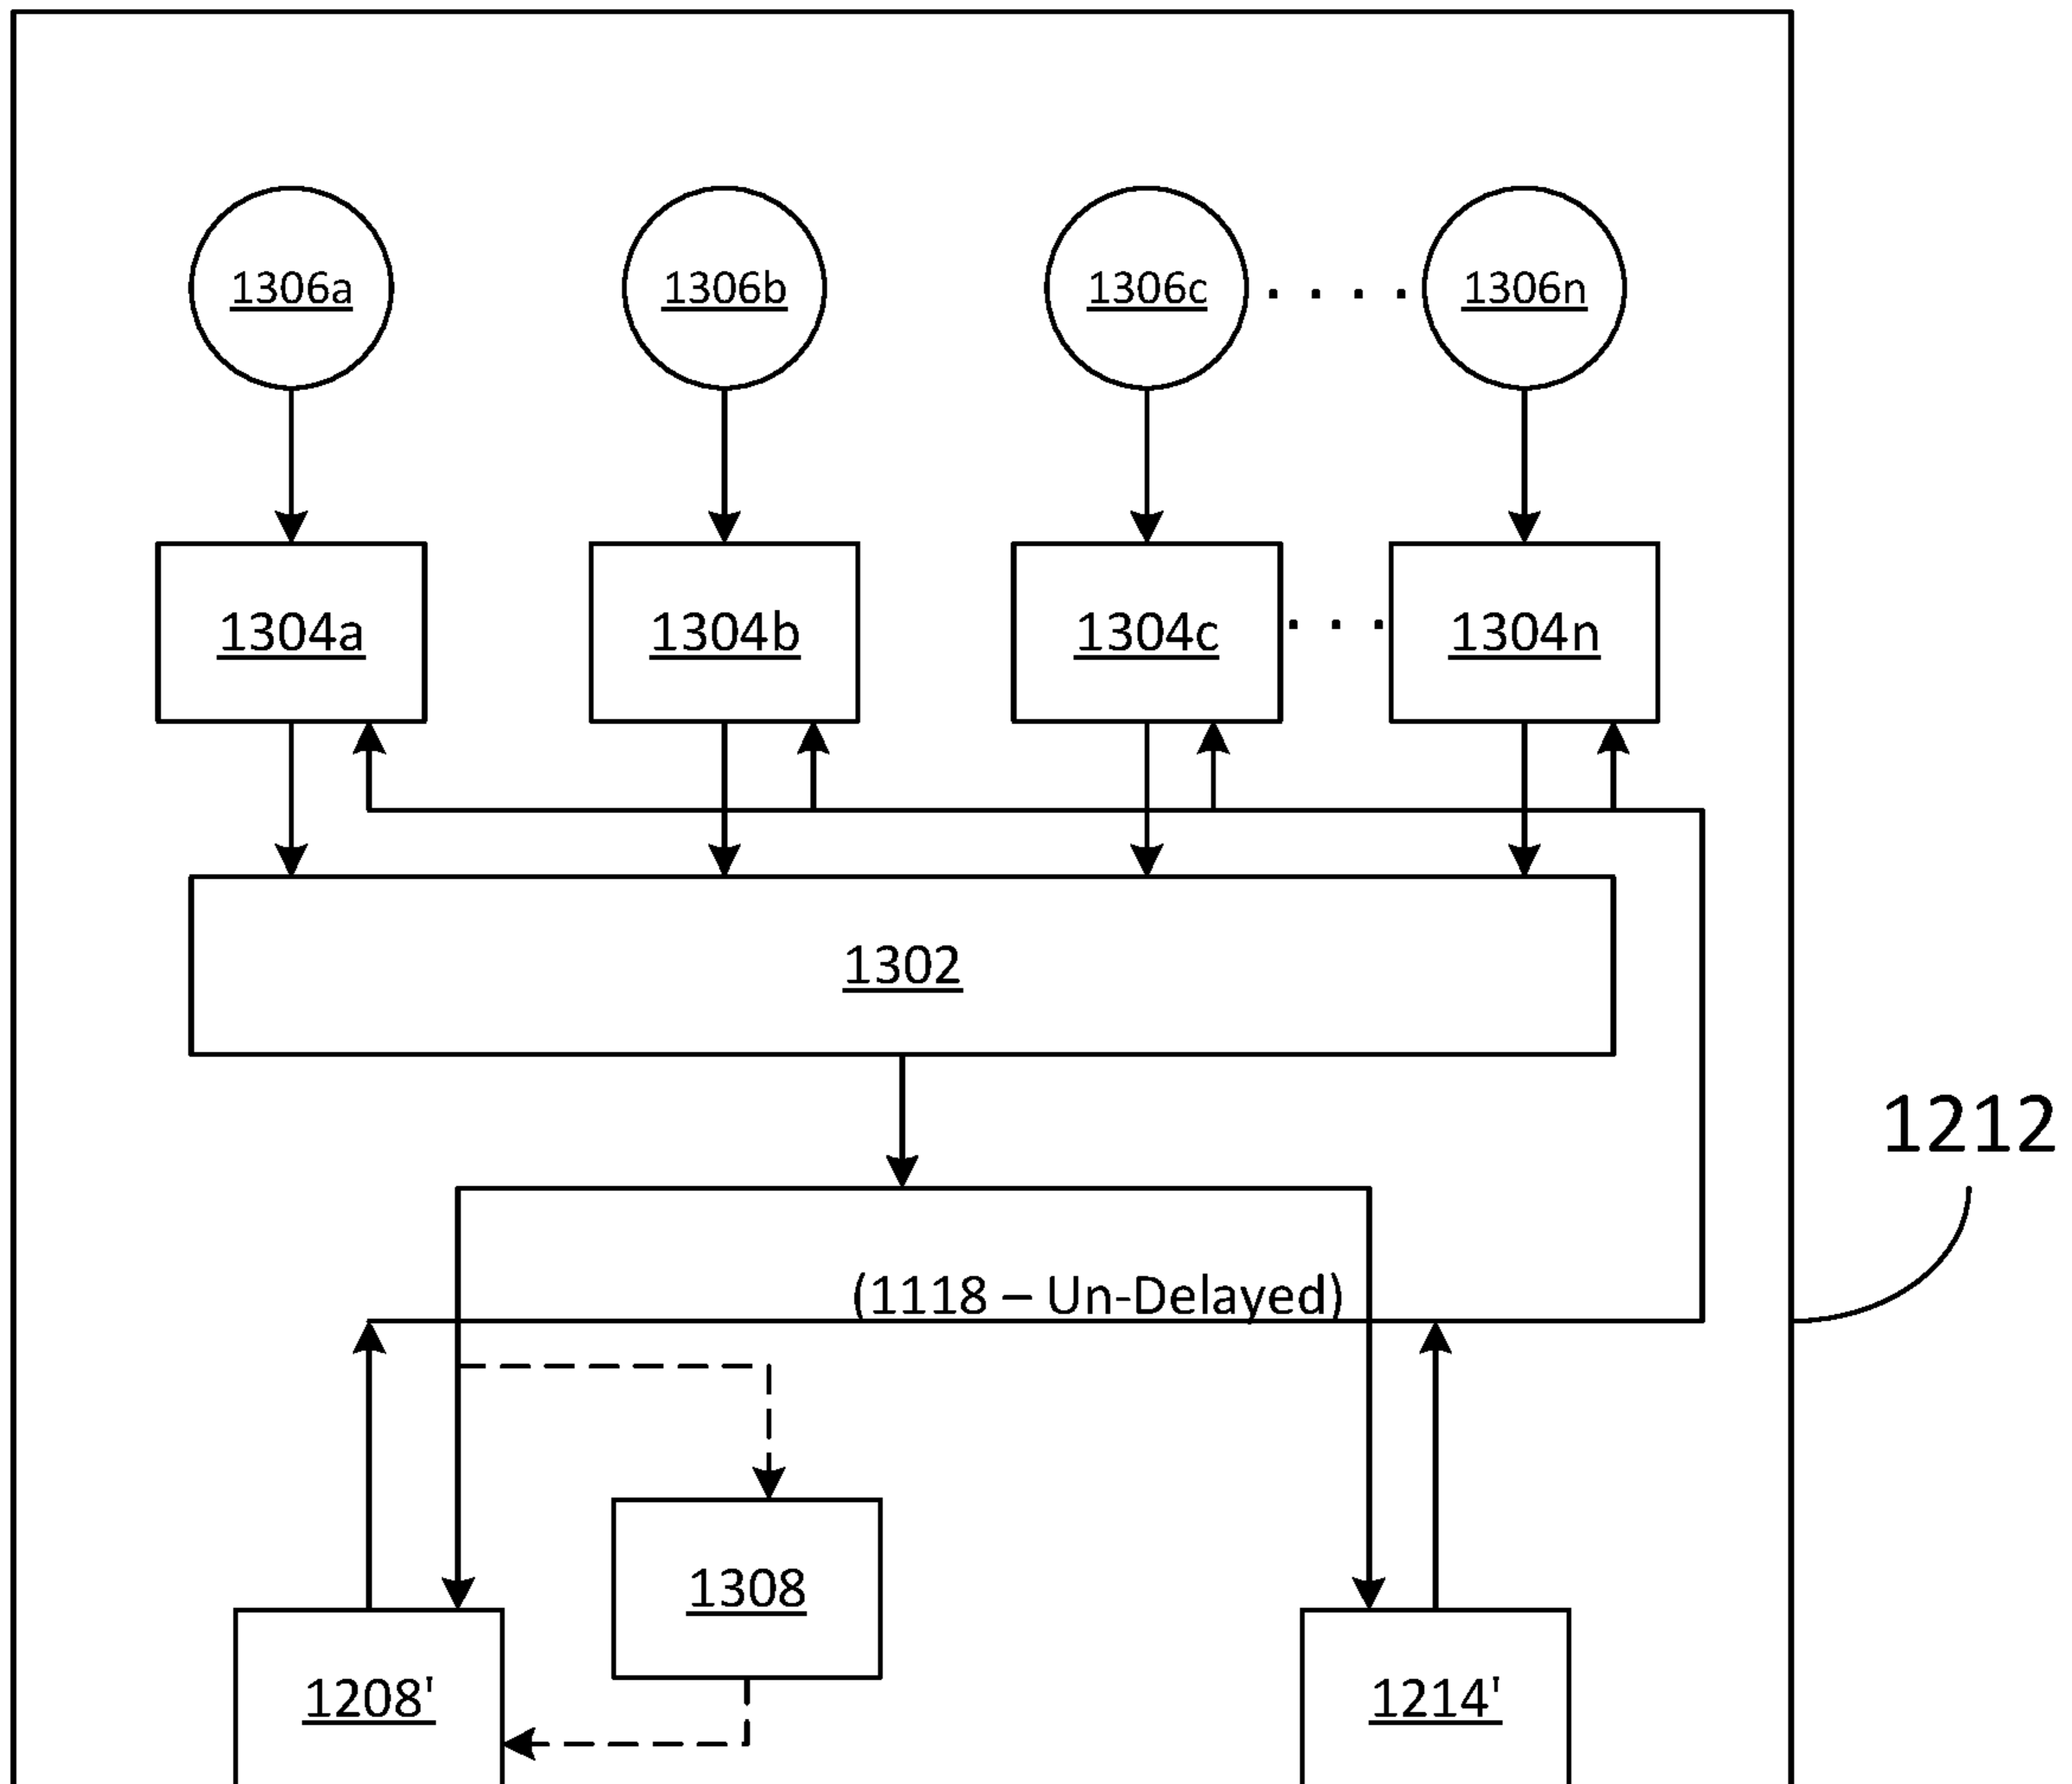 1306a 1306b 1306c . . . . 1306n
1304a 1304b 1304c . . . 1304n
1302
1212
(1118 – Un-Delayed)
1308
1208' 1214'